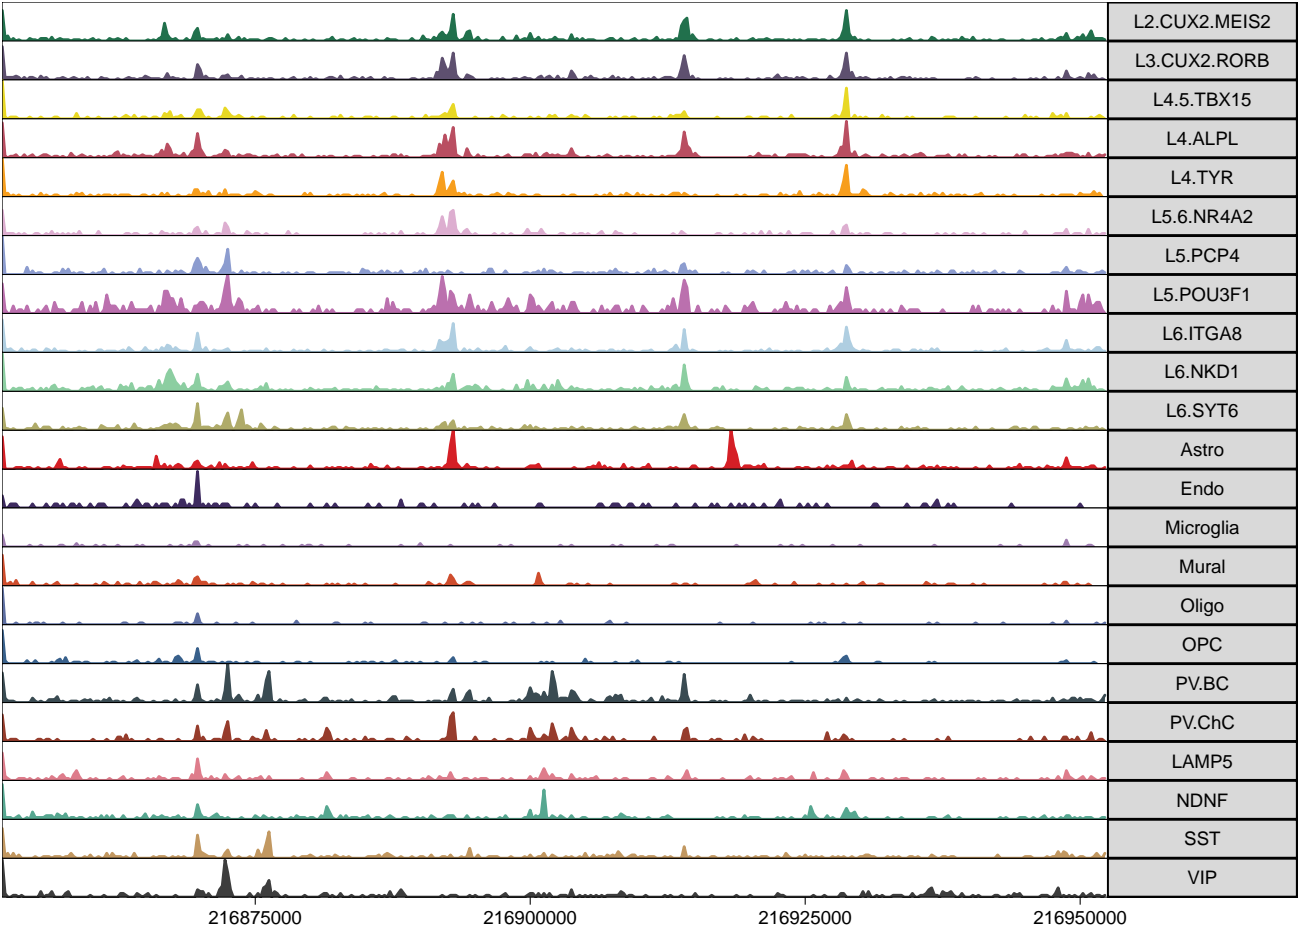 L2.CUX2.MEIS2
L3.CUX2.RORB
L4.5.TBX15
L4.ALPL
L4.TYR
L5.6.NR4A2
L5.PCP4
L5.POU3F1
L6.ITGA8
L6.NKD1
L6.SYT6
Astro
Endo
Microglia
Mural
Oligo
OPC
PV.BC
PV.ChC
LAMP5
NDNF
SST
VIP
216875000 216900000 216925000 216950000